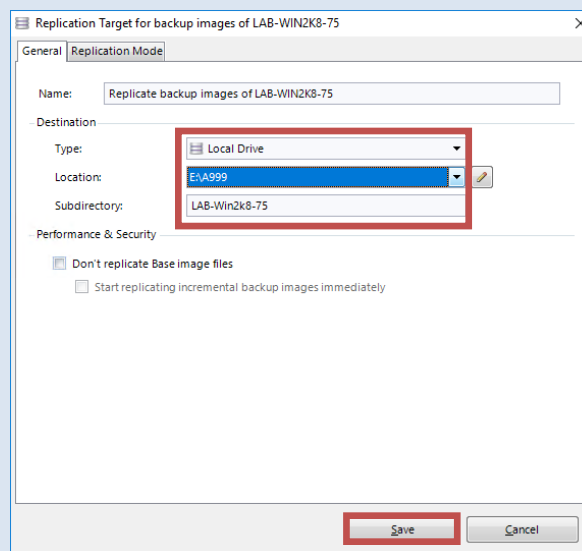 Replication Target for backup images of LAB-WIN2K8-75
General Replication Mode
Name: Replicate backup images of LAB-WIN2K8-75
Destination
Type: Local Drive
Location: E:\A999
Subdirectory: LAB-Win2k8-75
Performance & Security
Don't replicate Base image files
Start replicating incremental backup images immediately
Save Cancel